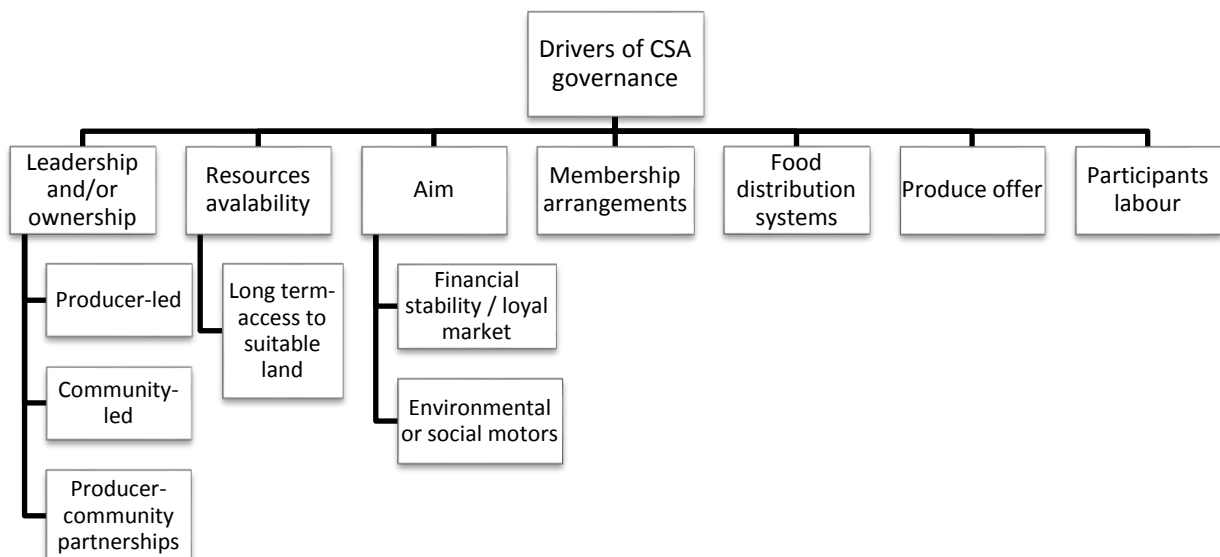 Drivers of CSA
governance
Leadership
and/or
ownership
Resources
avalability
Aim
Membership
arrangements
Food
distribution
systems
Produce offer
Participants
labour
Producer-led
Community-
led
Producer-
community
partnerships
Long term-
access to
suitable
land
Financial
stability / loyal
market
Environmental
or social motors